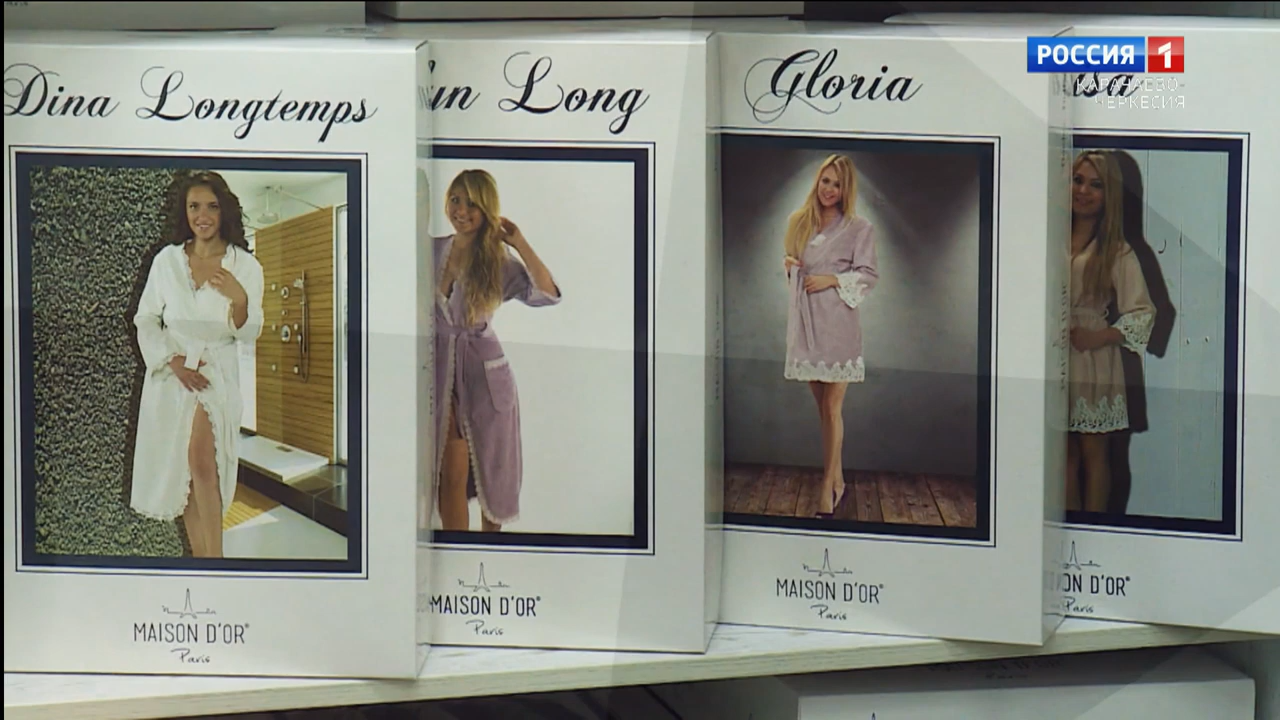 Dina Longtemps
Long
Gloria
РОССИЯ 1
КАРАЧАЕВО-
ЧЕРКЕСИЯ
MAISON D'OR®
Paris
MAISON D'OR®
Paris
MAISON D'OR®
Paris
D'OR®
Paris